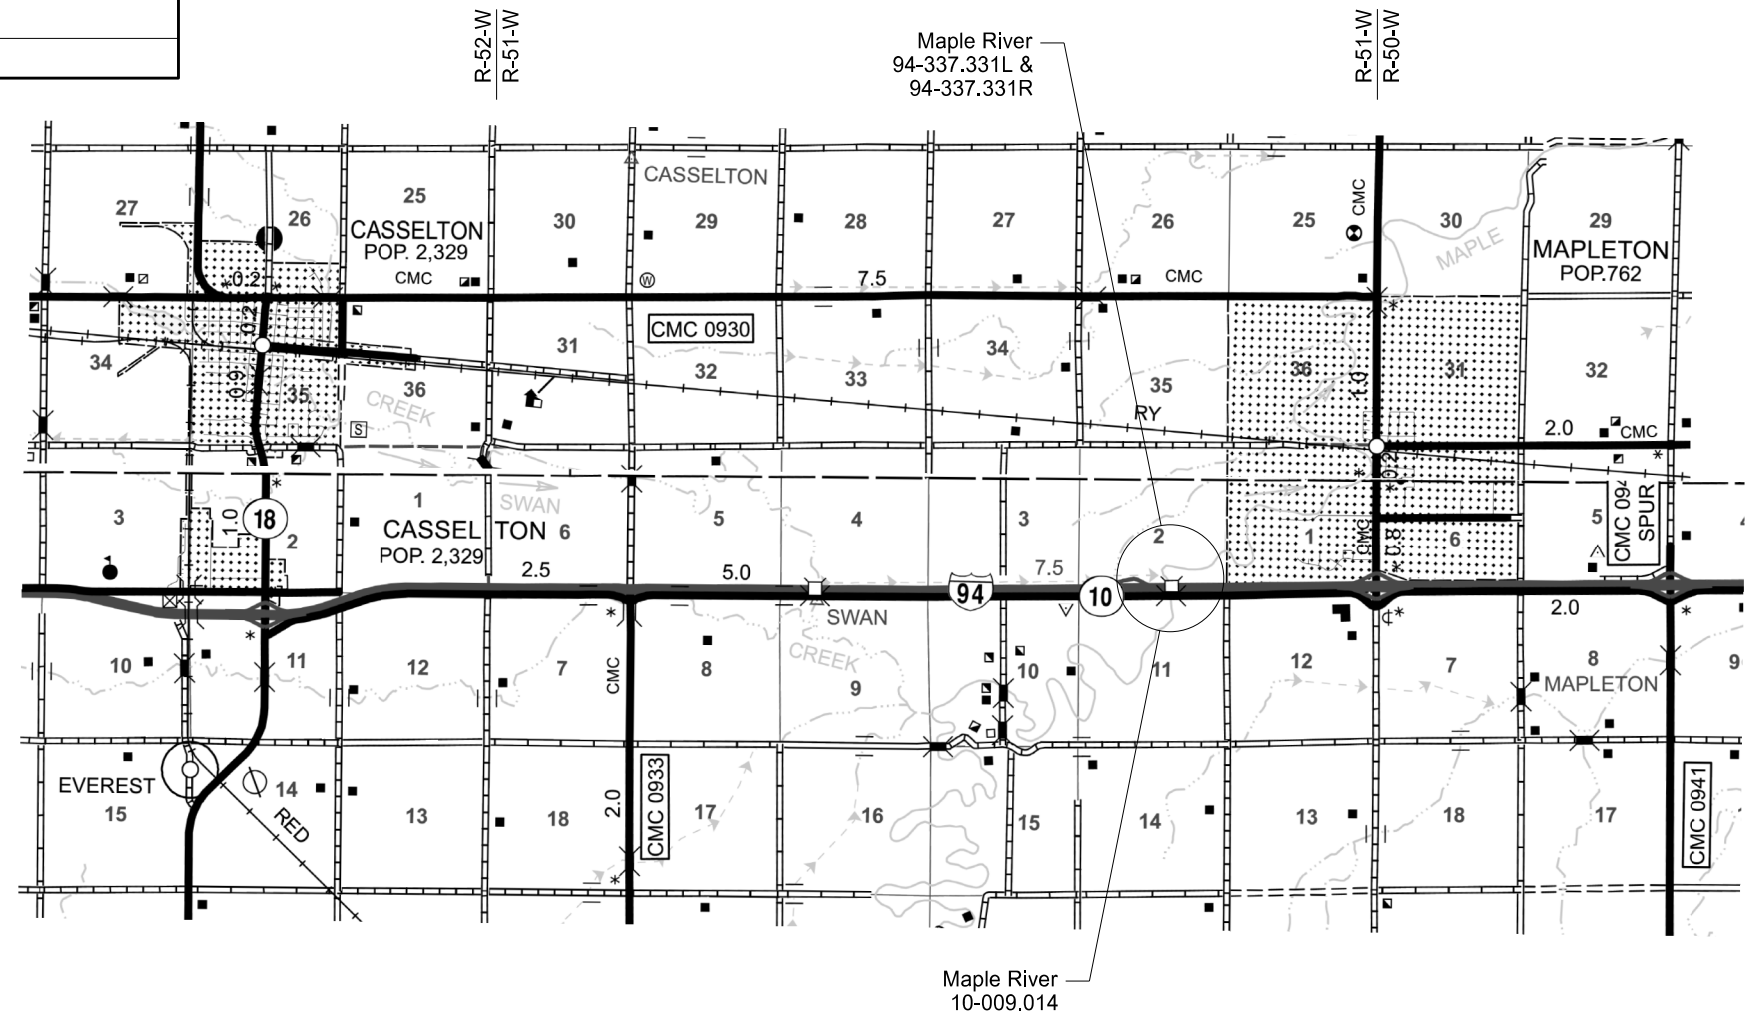 R-52-W
R-51-W
Maple River
94-337.331L &
94-337.331R
R-51-W
R-50-W
27
26
25
CASSELTON
POP. 2,329
CMC
30
CASSELTON
29
28
27
26
25
CMC
30
MAPLE
29
MAPLETON
POP.762
0.2
7.5
CMC
0.2
34
0.9
35
36
CREEK
S
31
W
CMC 0930
32
33
34
35
RY
36
1.0
31
32
2.0
CMC
3
1.0
18
2
1
CASSELTON
POP. 2,329
SWAN
6
5
4
3
2
1
0.2
CMC
0.8
6
5
CMC 094
SPUR
4
2.5
5.0
7.5
94
10
2.0
SWAN
CREEK
10
11
12
7
CMC
8
9
10
11
12
7
8
MAPLETON
9
EVEREST
15
14
RED
13
18
2.0
CMC 0933
17
16
15
14
13
18
17
CMC 0941
Maple River
10-009.014